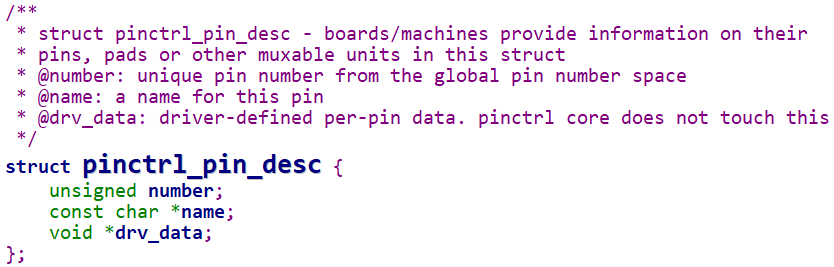 /**
 * struct pinctrl_pin_desc - boards/machines provide information on their
 * pins, pads or other muxable units in this struct
 * @number: unique pin number from the global pin number space
 * @name: a name for this pin
 * @drv_data: driver-defined per-pin data. pinctrl core does not touch this
 */
struct pinctrl_pin_desc {
    unsigned number;
    const char *name;
    void *drv_data;
};